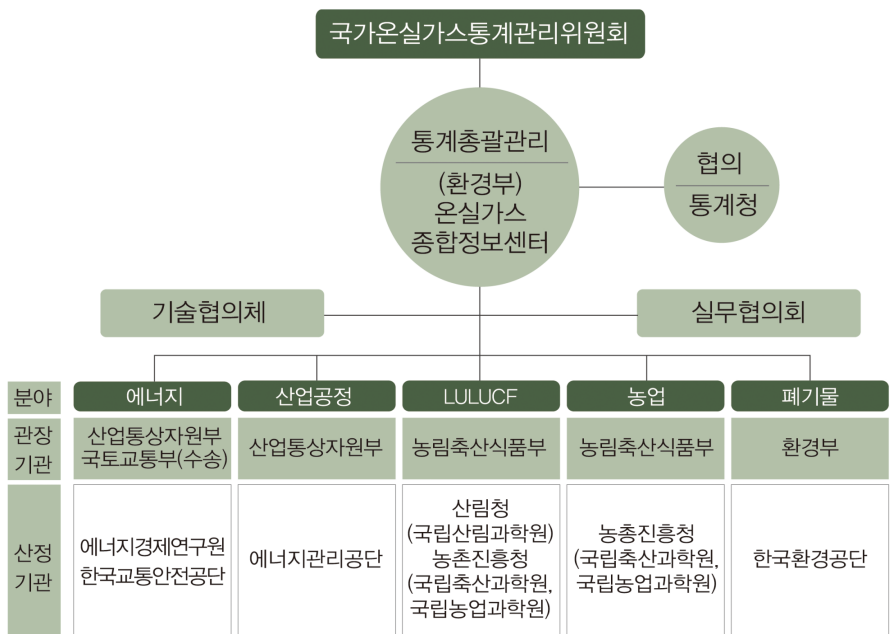 국가온실가스통계관리위원회
통계총괄관리
(환경부)
온실가스
종합정보센터
협의
통계청
기술협의체
실무협의회
분야
에너지
산업공정
LULUCF
농업
폐기물
관장
기관
산업통상자원부
국토교통부(수송)
산업통상자원부
농림축산식품부
농림축산식품부
환경부
산정
기관
에너지경제연구원
한국교통안전공단
에너지관리공단
산림청
(국립산림과학원)
농촌진흥청
(국립축산과학원,
국립농업과학원)
농총진흥청
(국립축산과학원,
국립농업과학원)
한국환경공단